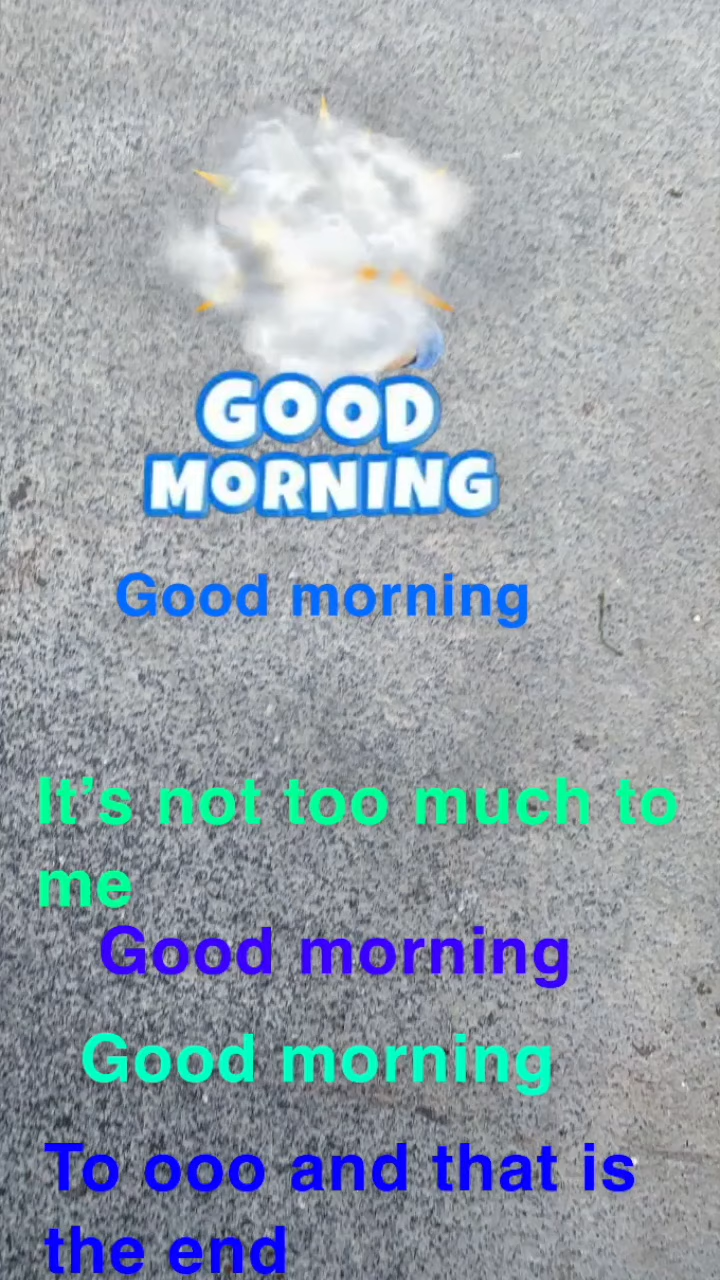 GOOD
MORNING
Good morning
It's not too much to
me
Good morning
Good morning
To ooo and that is
the end